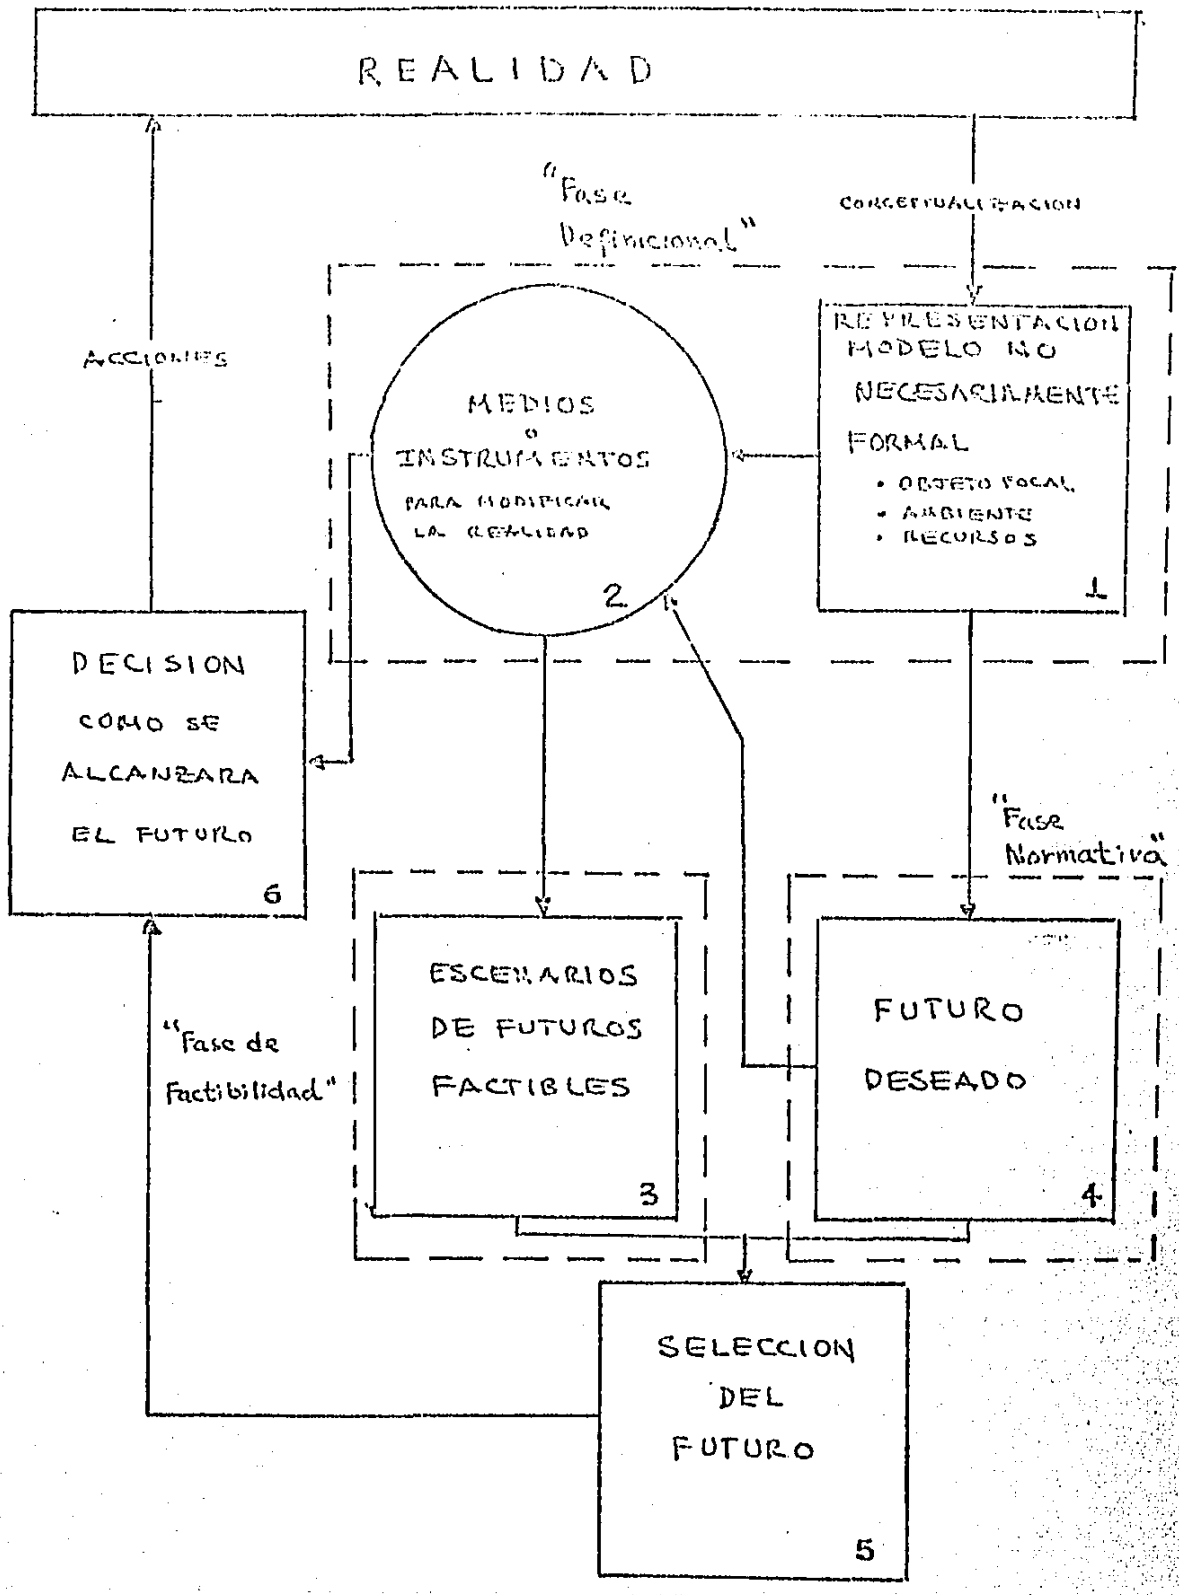 REALIDAD
"Fase
Definicional"
CONCEPTUALIZACION
ACCIONES
REPRESENTACION
MODELO NO
NECESARIAMENTE
FORMAL
• OBJETO FOCAL
• AMBIENTE
• RECURSOS
1
MEDIOS
o
INSTRUMENTOS
PARA MODIFICAR
LA REALIDAD
2
DECISION
COMO SE
ALCANZARA
EL FUTURO
6
"Fase
Normativa"
"Fase de
Factibilidad"
ESCENARIOS
DE FUTUROS
FACTIBLES
3
FUTURO
DESEADO
4
SELECCION
DEL
FUTURO
5